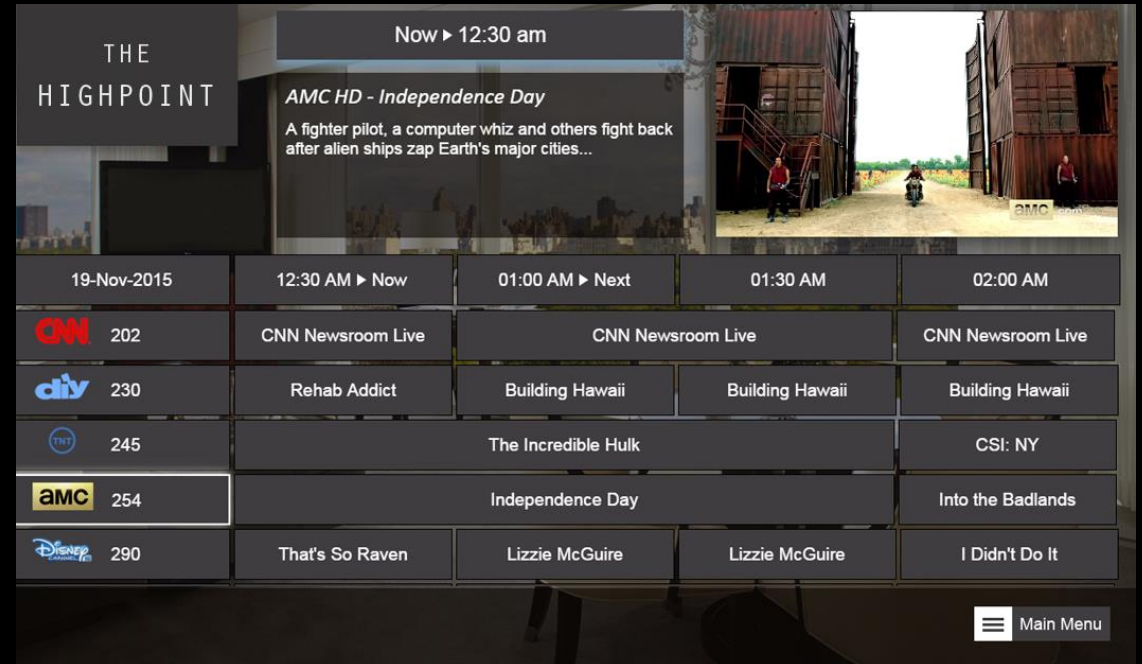 THE
HIGHPOINT
Now ▶ 12:30 am
AMC HD - Independence Day
A fighter pilot, a computer whiz and others fight back
after alien ships zap Earth's major cities...
amc .com
19-Nov-2015 12:30 AM ▶ Now 01:00 AM ▶ Next 01:30 AM 02:00 AM
CNN 202 CNN Newsroom Live CNN Newsroom Live CNN Newsroom Live
diy 230 Rehab Addict Building Hawaii Building Hawaii Building Hawaii
TNT 245 The Incredible Hulk CSI: NY
amc 254 Independence Day Into the Badlands
Disney CHANNEL 290 That's So Raven Lizzie McGuire Lizzie McGuire I Didn't Do It
Main Menu